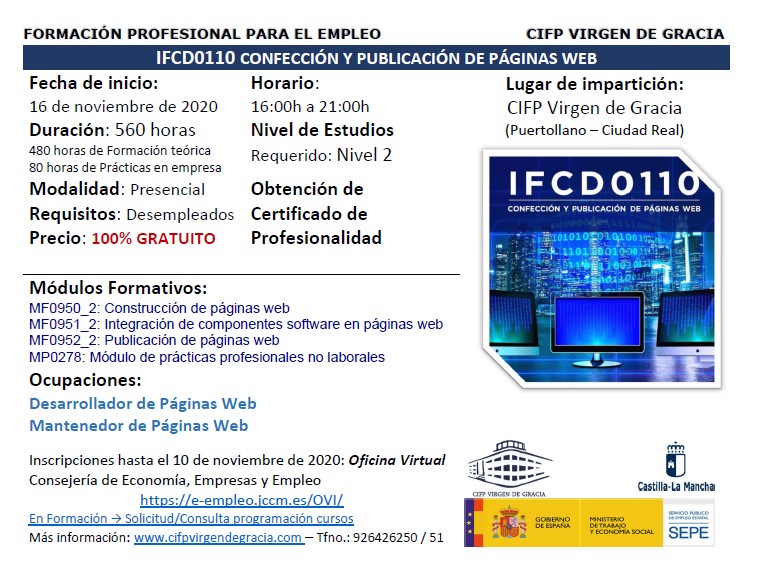 FORMACIÓN PROFESIONAL PARA EL EMPLEO
CIFP VIRGEN DE GRACIA
IFCD0110 CONFECCIÓN Y PUBLICACIÓN DE PÁGINAS WEB
Fecha de inicio:
16 de noviembre de 2020
Duración: 560 horas
480 horas de Formación teórica
80 horas de Prácticas en empresa
Modalidad: Presencial
Requisitos: Desempleados
Precio: 100% GRATUITO
Horario:
16:00h a 21:00h
Nivel de Estudios
Requerido: Nivel 2
Obtención de
Certificado de
Profesionalidad
Lugar de impartición:
CIFP Virgen de Gracia
(Puertollano – Ciudad Real)
IFCD0110
CONFECCIÓN Y PUBLICACIÓN DE PÁGINAS WEB
Módulos Formativos:
MF0950_2: Construcción de páginas web
MF0951_2: Integración de componentes software en páginas web
MF0952_2: Publicación de páginas web
MP0278: Módulo de prácticas profesionales no laborales
Ocupaciones:
Desarrollador de Páginas Web
Mantenedor de Páginas Web
Inscripciones hasta el 10 de noviembre de 2020: Oficina Virtual
Consejería de Economía, Empresas y Empleo
https://e-empleo.jccm.es/OVI/
En Formación → Solicitud/Consulta programación cursos
Más información: www.cifpvirgendegracia.com – Tfno.: 926426250 / 51
CIFP VIRGEN DE GRACIA
Castilla-La Mancha
GOBIERNO
DE ESPAÑA
MINISTERIO
DE TRABAJO
Y ECONOMÍA SOCIAL
SERVICIO PÚBLICO
DE EMPLEO ESTATAL
SEPE